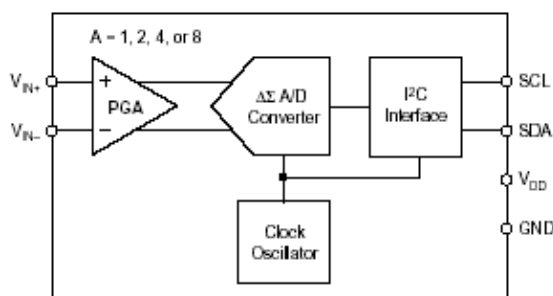 A = 1, 2, 4, or 8
VIN+
+
PGA
VIN–
–
ΔΣ A/D
Converter
I²C
Interface
SCL
SDA
VDD
GND
Clock
Oscillator